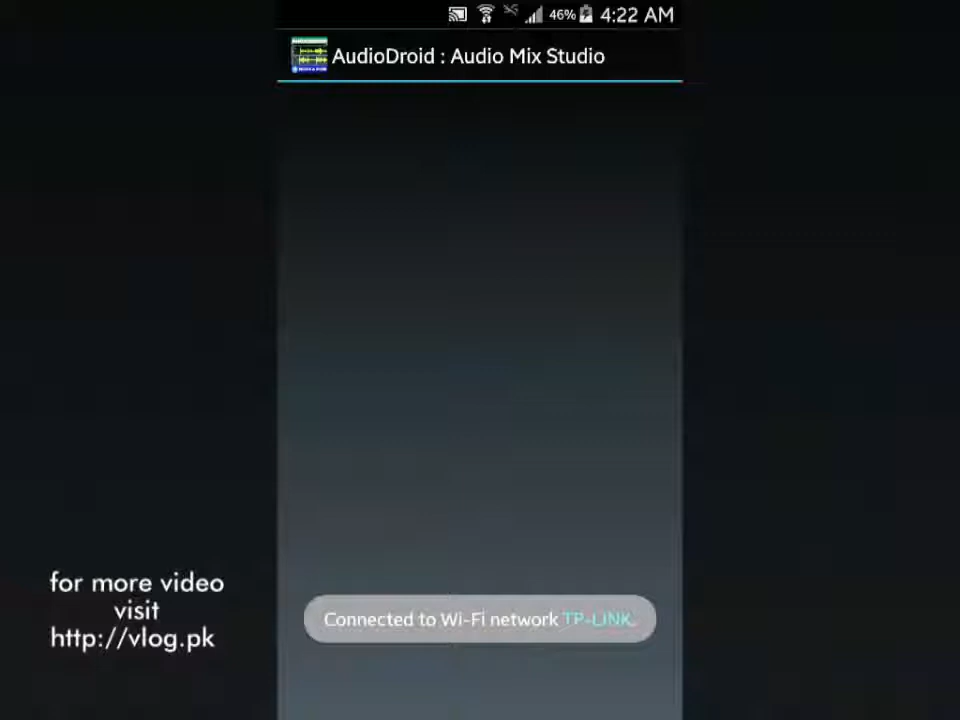 46% 4:22 AM
AudioDroid : Audio Mix Studio
for more video
visit
http://vlog.pk
Connected to Wi-Fi network TP-LINK.